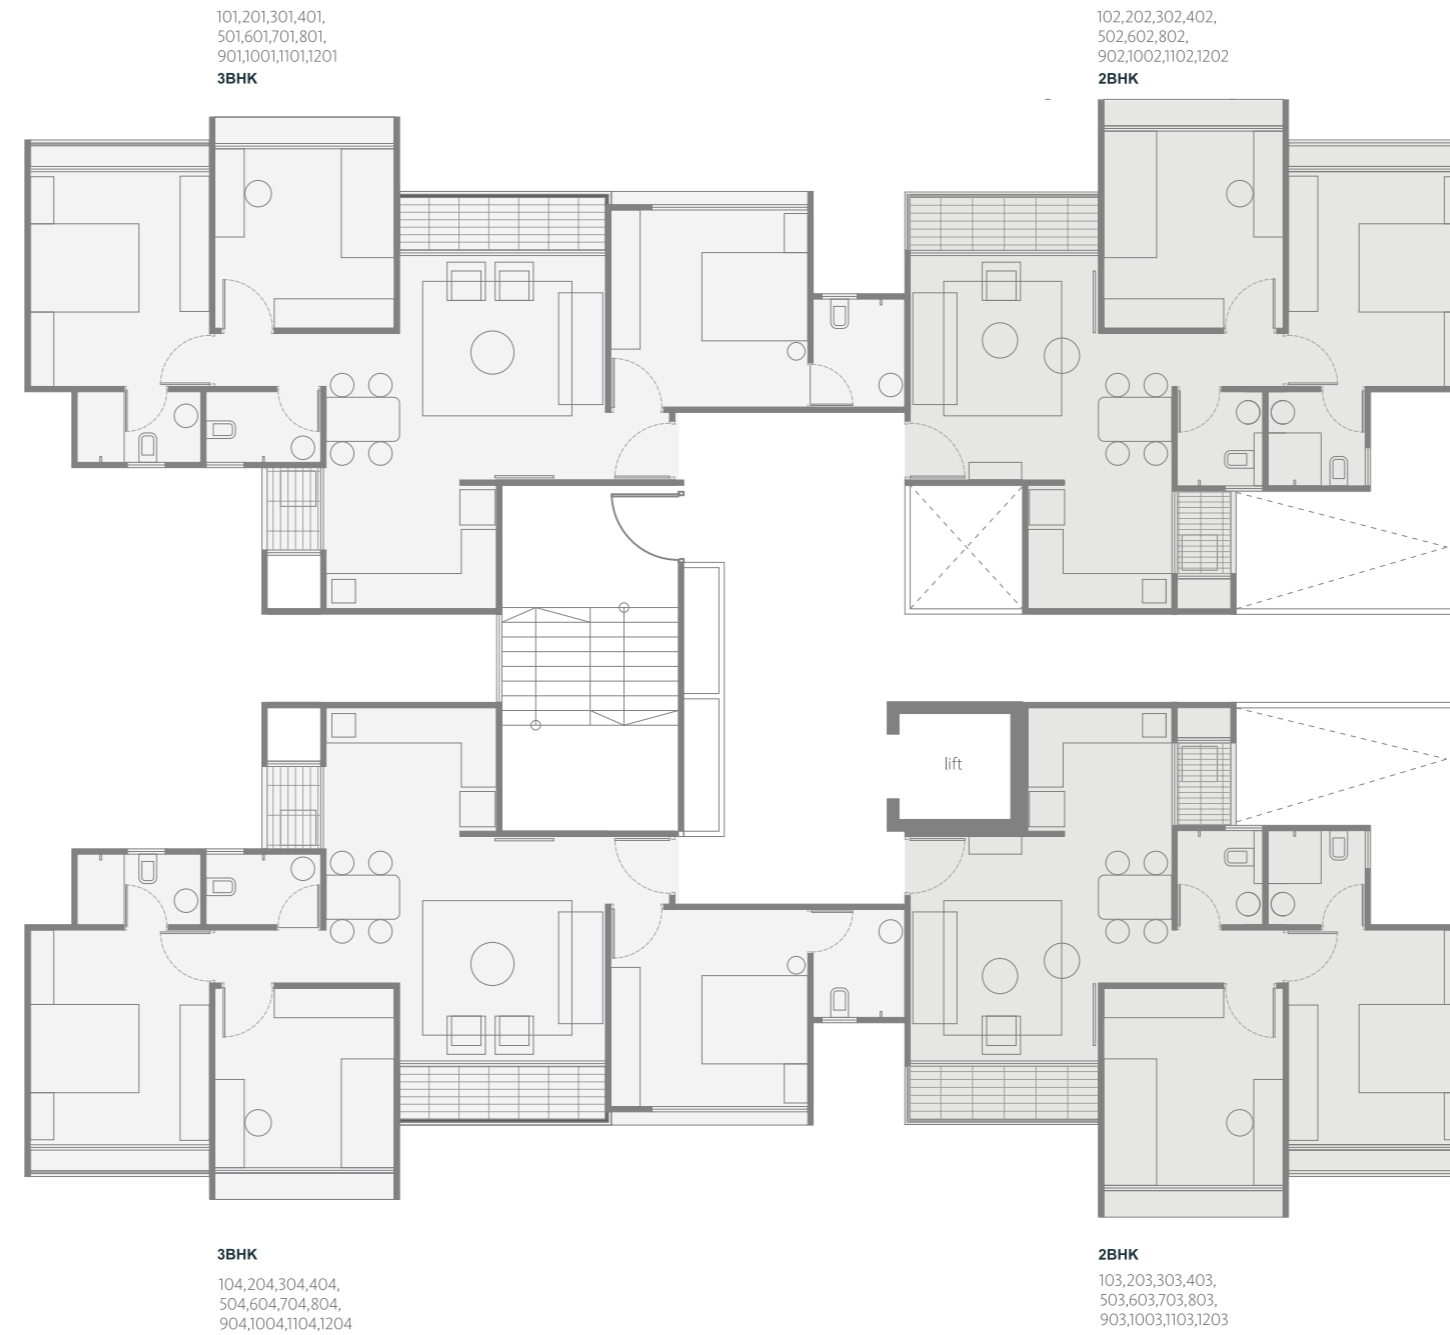 101,201,301,401,
501,601,701,801,
901,1001,1101,1201
3BHK
102,202,302,402,
502,602,802,
902,1002,1102,1202
2BHK
lift
3BHK
104,204,304,404,
504,604,704,804,
904,1004,1104,1204
2BHK
103,203,303,403,
503,603,703,803,
903,1003,1103,1203